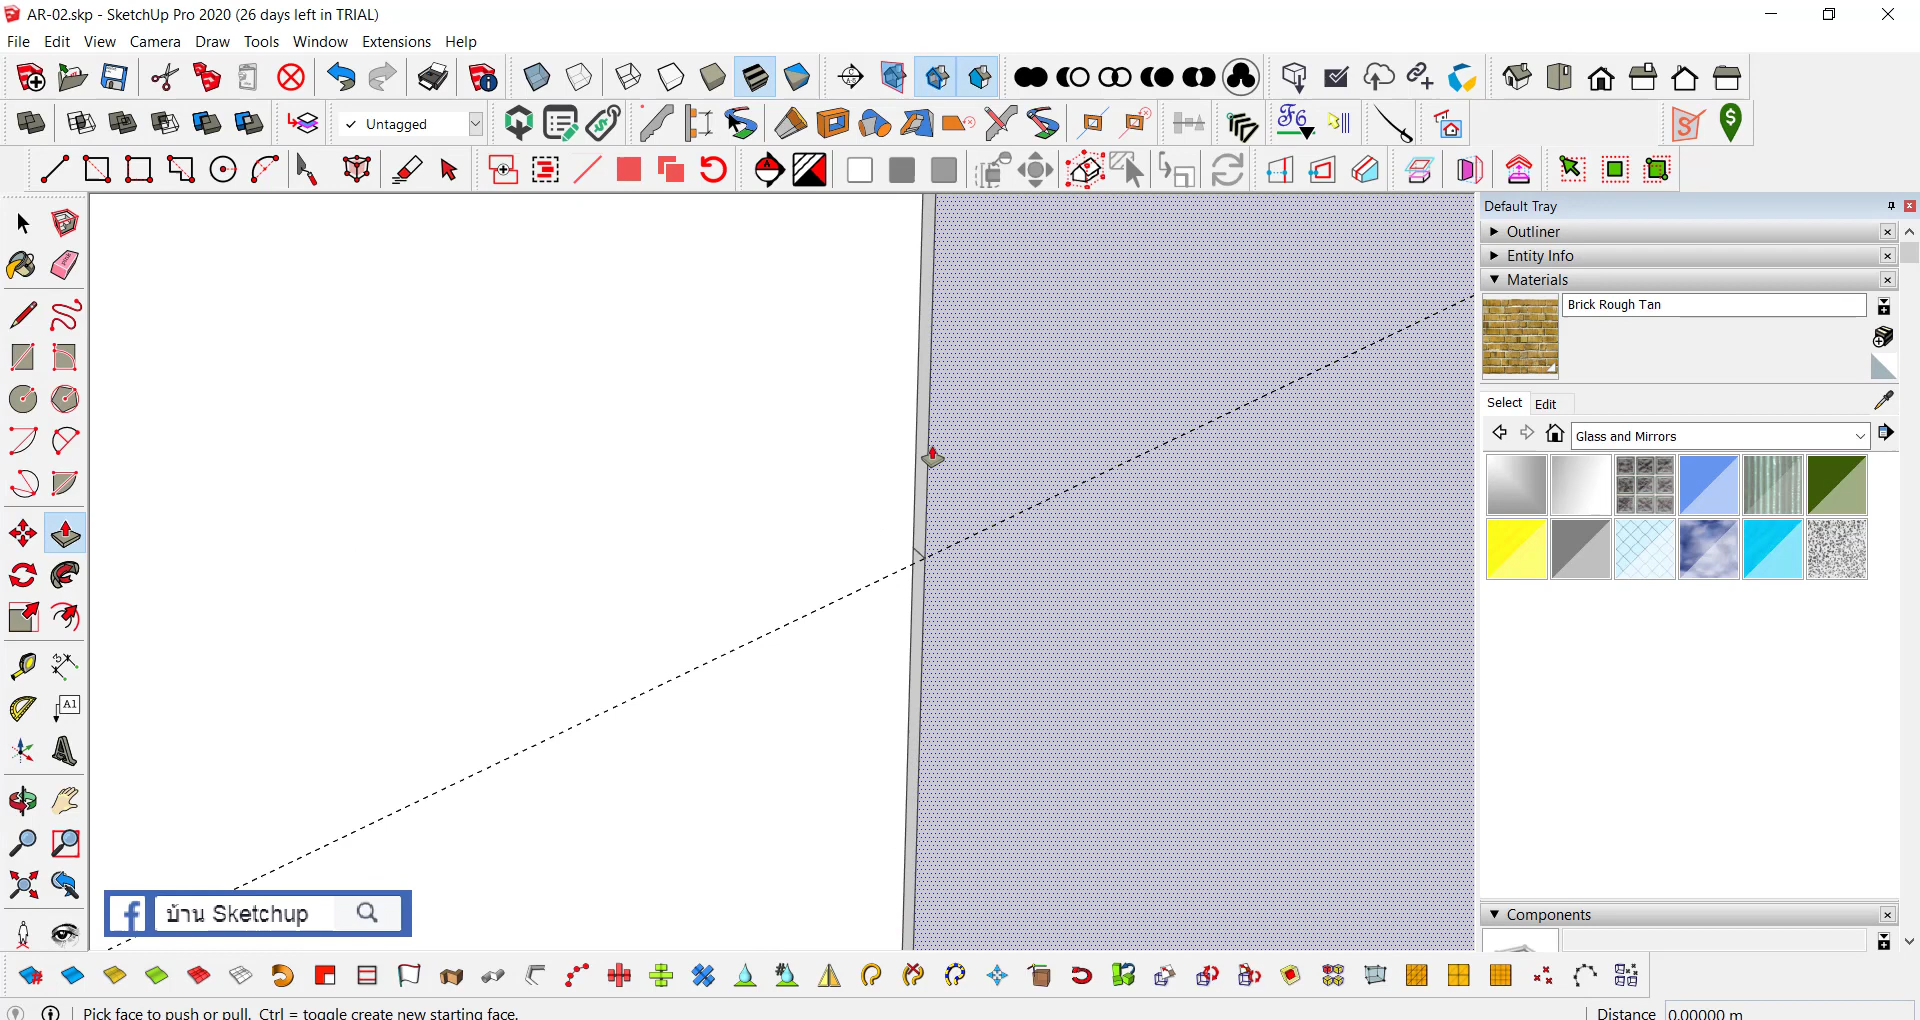 AR-02.skp - SketchUp Pro 2020 (26 days left in TRIAL)
File Edit View Camera Draw Tools Window Extensions Help
Untagged
Default Tray
Outliner
Entity Info
Materials
Brick Rough Tan
Select Edit
Glass and Mirrors
A1
บ้าน Sketchup
Components
Pick face to push or pull. Ctrl = toggle create new starting face.
Distance 0.00000 m